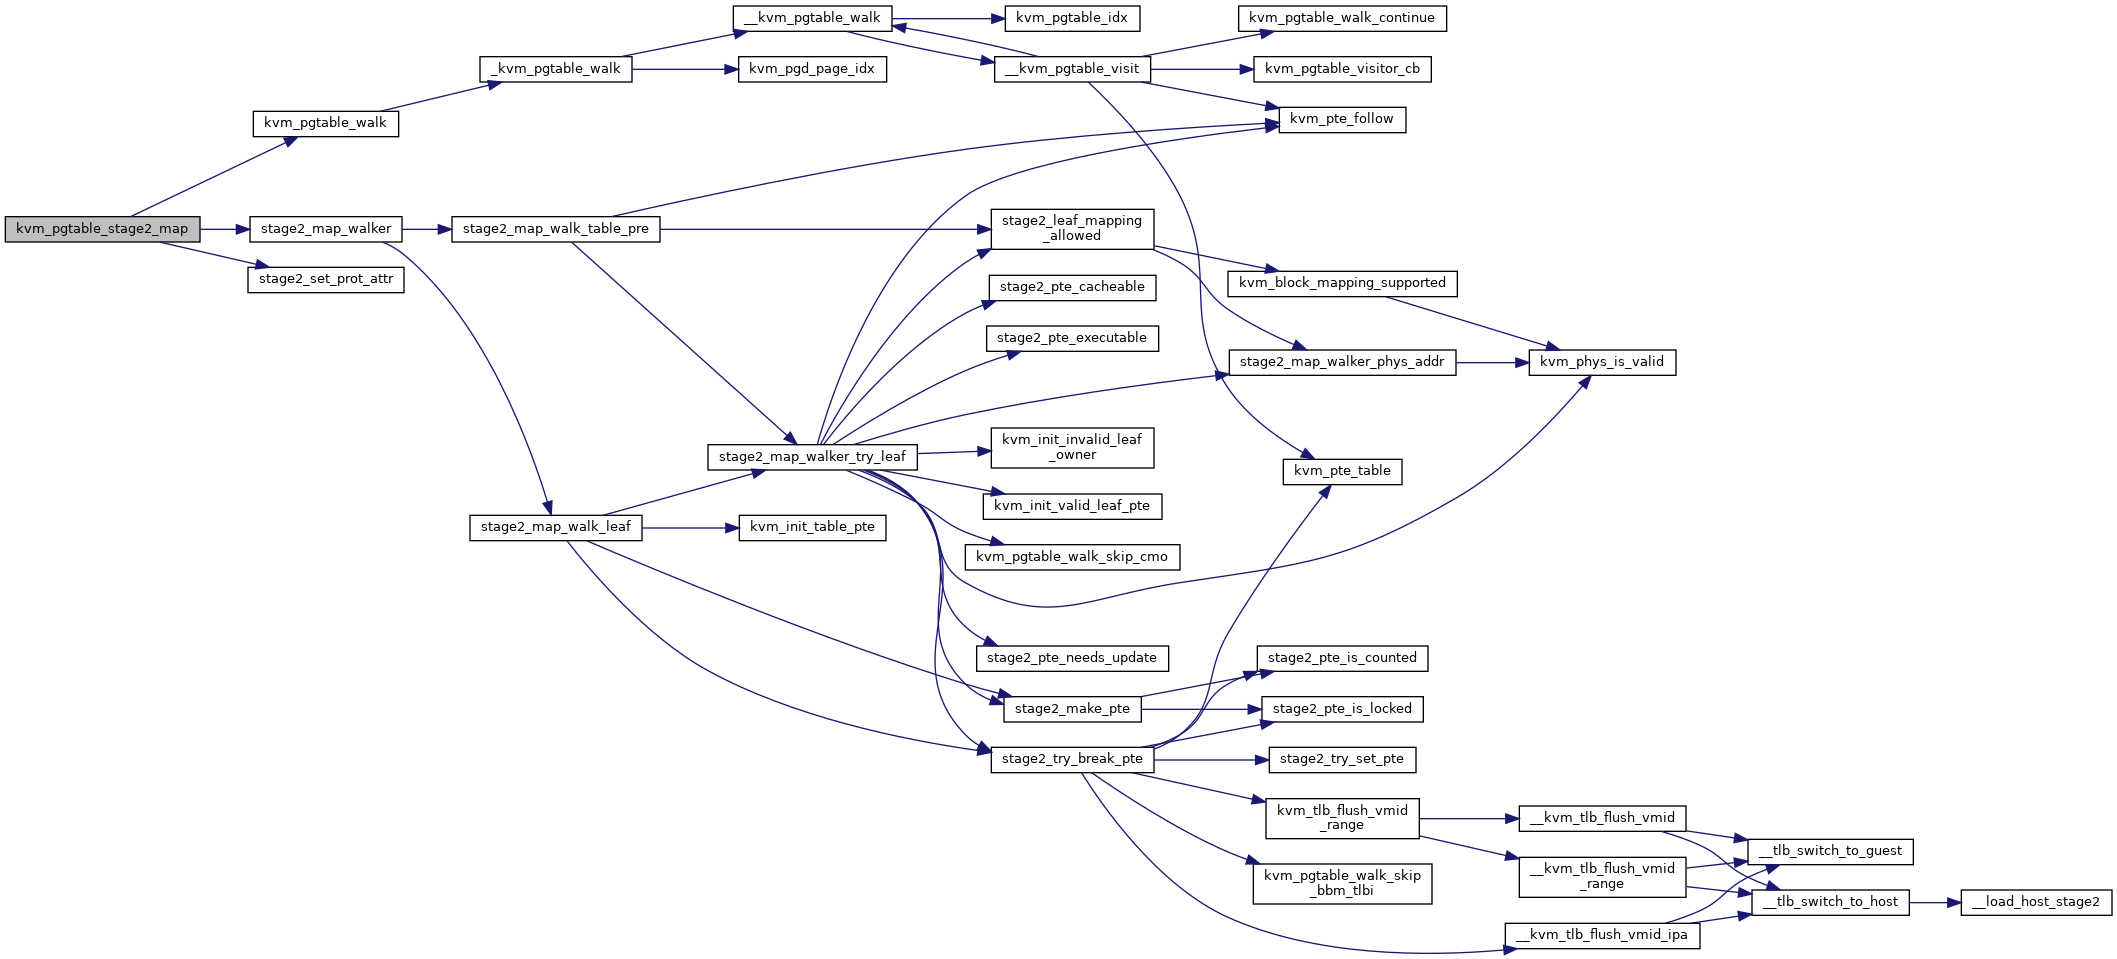 __kvm_pgtable_walk
kvm_pgtable_idx
kvm_pgtable_walk_continue
_kvm_pgtable_walk
kvm_pgd_page_idx
__kvm_pgtable_visit
kvm_pgtable_visitor_cb
kvm_pgtable_walk
kvm_pte_follow
kvm_pgtable_stage2_map
stage2_map_walker
stage2_map_walk_table_pre
stage2_leaf_mapping
_allowed
stage2_set_prot_attr
stage2_pte_cacheable
kvm_block_mapping_supported
stage2_pte_executable
stage2_map_walker_phys_addr
kvm_phys_is_valid
stage2_map_walker_try_leaf
kvm_init_invalid_leaf
_owner
kvm_pte_table
kvm_init_valid_leaf_pte
stage2_map_walk_leaf
kvm_init_table_pte
kvm_pgtable_walk_skip_cmo
stage2_pte_needs_update
stage2_pte_is_counted
stage2_make_pte
stage2_pte_is_locked
stage2_try_break_pte
stage2_try_set_pte
kvm_tlb_flush_vmid
_range
__kvm_tlb_flush_vmid
__tlb_switch_to_guest
kvm_pgtable_walk_skip
_bbm_tlbi
__kvm_tlb_flush_vmid
_range
__tlb_switch_to_host
__load_host_stage2
__kvm_tlb_flush_vmid_ipa